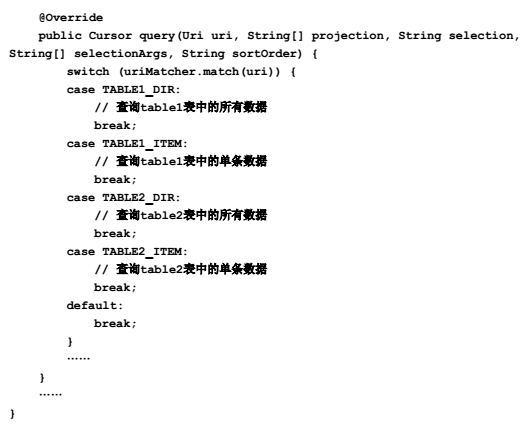 @Override
public Cursor query(Uri uri, String[] projection, String selection,
String[] selectionArgs, String sortOrder) {
switch (uriMatcher.match(uri)) {
case TABLE1_DIR:
// 查询table1表中的所有数据
break;
case TABLE1_ITEM:
// 查询table1表中的单条数据
break;
case TABLE2_DIR:
// 查询table2表中的所有数据
break;
case TABLE2_ITEM:
// 查询table2表中的单条数据
break;
default:
break;
}
……
}
……
}